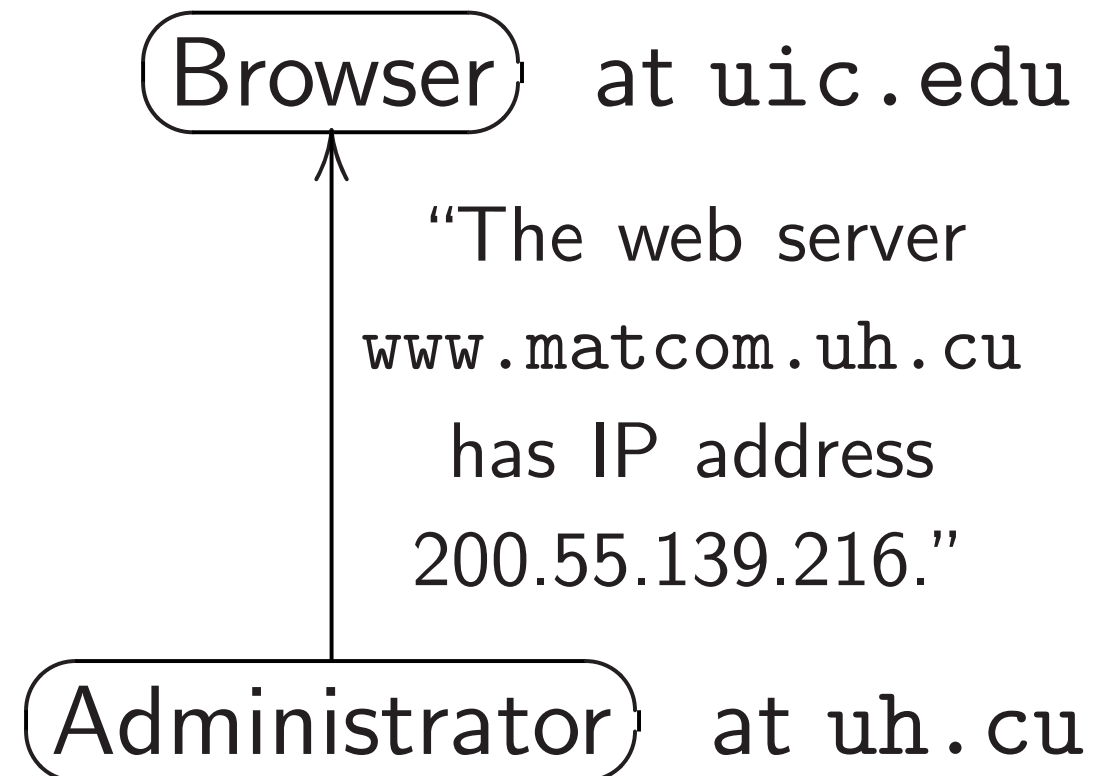 Browser at uic.edu
“The web server
www.matcom.uh.cu
has IP address
200.55.139.216.”
Administrator at uh.cu